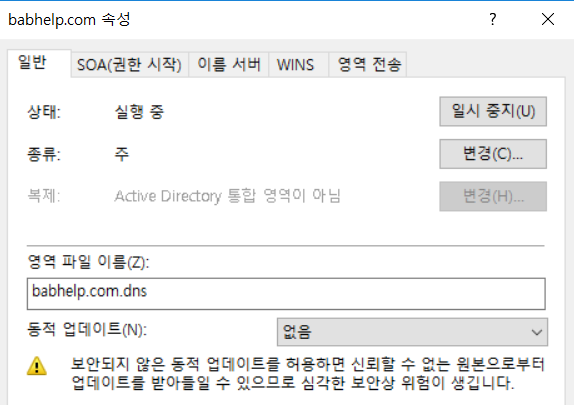 babhelp.com 속성
일반 SOA(권한 시작) 이름 서버 WINS 영역 전송
상태: 실행 중 일시 중지(U)
종류: 주 변경(C)...
복제: Active Directory 통합 영역이 아님 변경(H)...
영역 파일 이름(Z):
babhelp.com.dns
동적 업데이트(N): 없음
보안되지 않은 동적 업데이트를 허용하면 신뢰할 수 없는 원본으로부터
업데이트를 받아들일 수 있으므로 심각한 보안상 위험이 생깁니다.